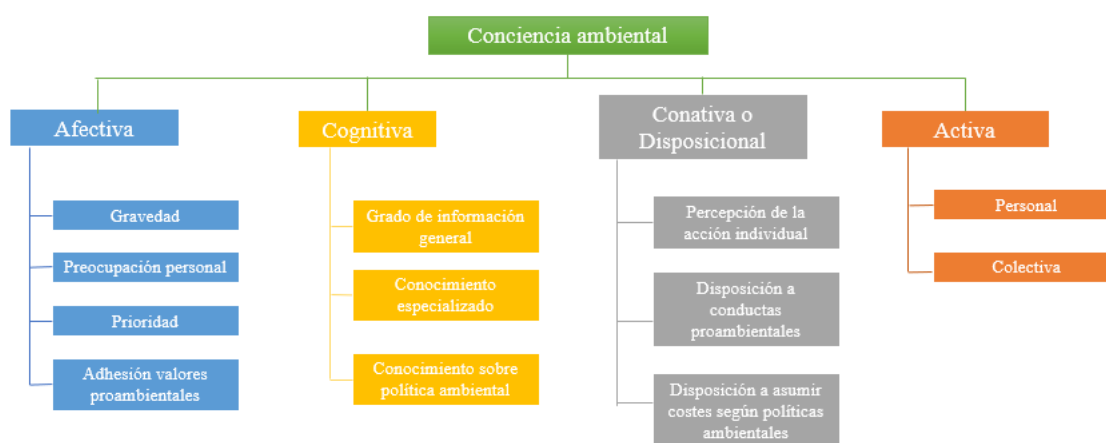 Conciencia ambiental
Afectiva
Gravedad
Preocupación personal
Prioridad
Adhesión valores
proambientales
Cognitiva
Grado de información
general
Conocimiento
especializado
Conocimiento sobre
política ambiental
Conativa o
Disposicional
Percepción de la
acción individual
Disposición a
conductas
proambientales
Disposición a asumir
costes según políticas
ambientales
Activa
Personal
Colectiva